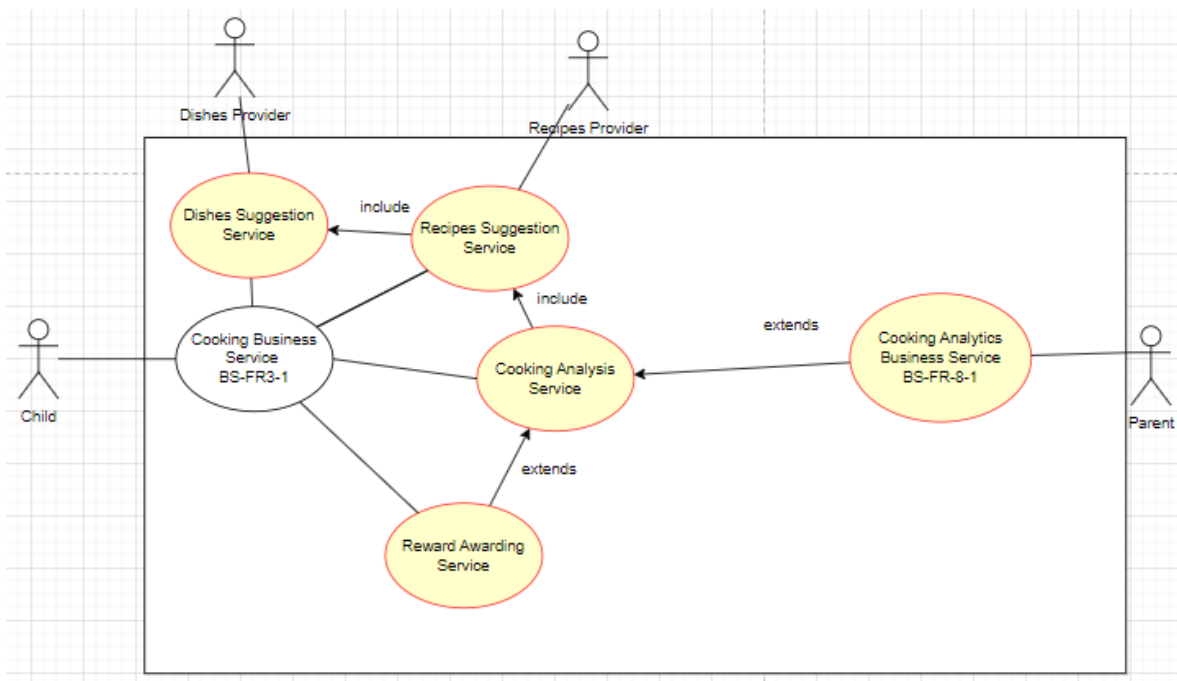 Dishes Provider
Recipes Provider
Dishes Suggestion
Service
include
Recipes Suggestion
Service
include
extends
Cooking Business
Service
BS-FR3-1
Cooking Analysis
Service
Cooking Analytics
Business Service
BS-FR-8-1
Child
Parent
extends
Reward Awarding
Service